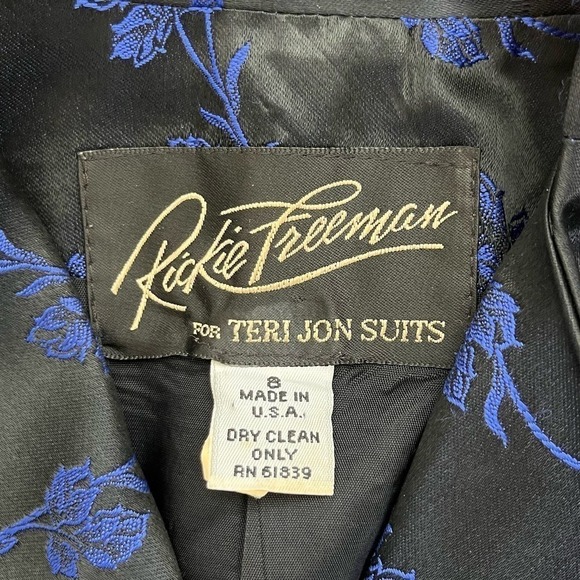 Rickie Freeman
FOR TERI JON SUITS
8
MADE IN
U.S.A.
DRY CLEAN
ONLY
RN 61839